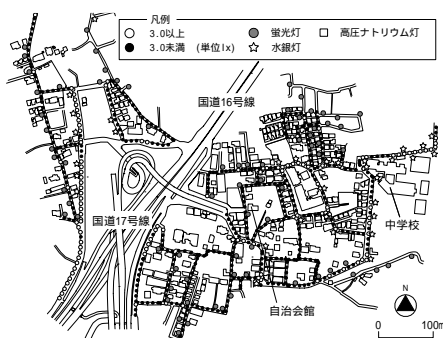 凡例
3.0以上 蛍光灯 高圧ナトリウム灯
3.0未満 (単位lx) 水銀灯
国道16号線
国道17号線
中学校
自治会館
N
0 100m